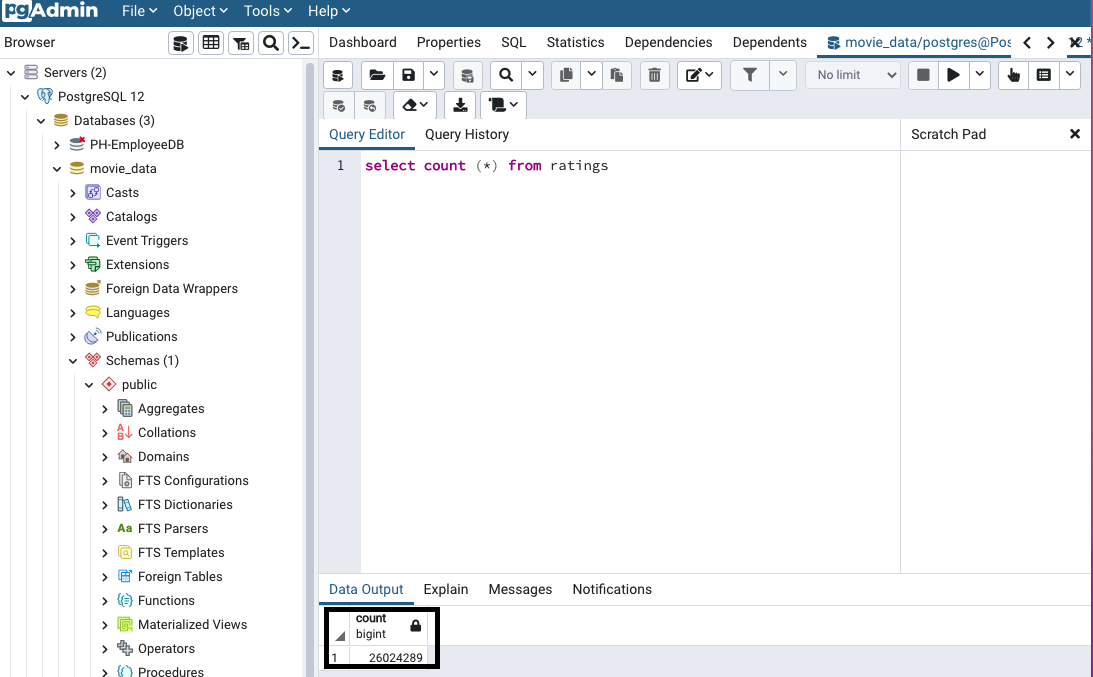 pgAdmin File Object Tools Help
Browser
Dashboard Properties SQL Statistics Dependencies Dependents movie_data/postgres@Pos
Servers (2)
PostgreSQL 12
Databases (3)
PH-EmployeeDB
movie_data
Casts
Catalogs
Event Triggers
Extensions
Foreign Data Wrappers
Languages
Publications
Schemas (1)
public
Aggregates
A
B
Collations
Domains
FTS Configurations
FTS Dictionaries
Aa FTS Parsers
FTS Templates
Foreign Tables
Functions
Materialized Views
Operators
Procedures
No limit
Query Editor Query History
Scratch Pad
1 select count (*) from ratings
Data Output Explain Messages Notifications
count
bigint
1 26024289